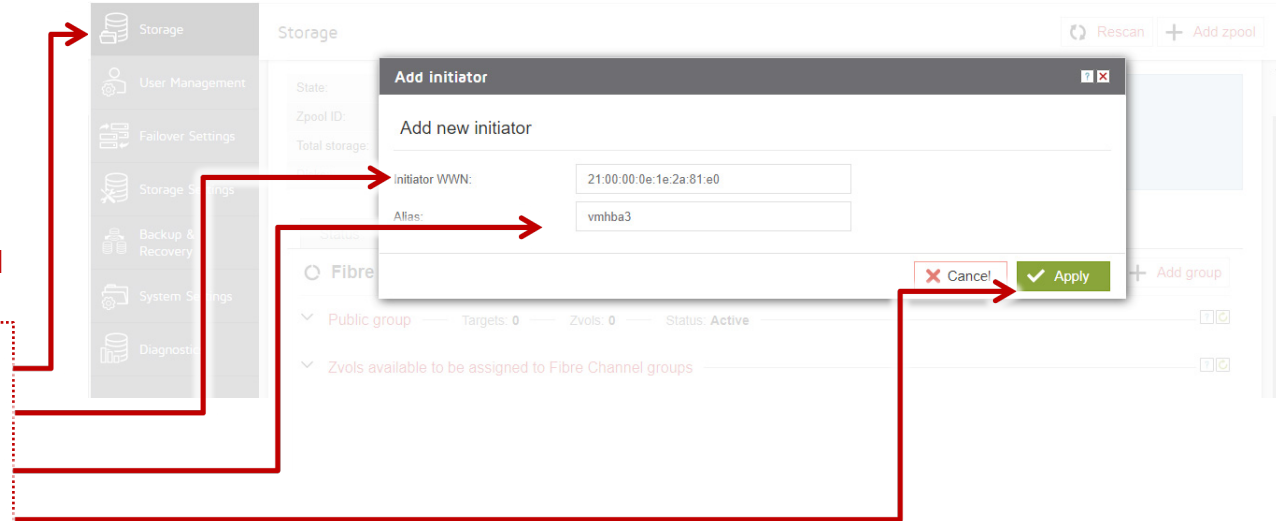 Storage
User Management
Failover Settings
Storage Settings
Backup &
Recovery
System Settings
Diagnostic
Storage
Rescan
Add zpool
State:
Zpool ID:
Total storage:
Add initiator
Add new initiator
Initiator WWN:
21:00:00:0e:1e:2a:81:e0
Alias:
vmhba3
Cancel
Apply
Fibre
Add group
Public group
Targets: 0
Zvols: 0
Status: Active
Zvols available to be assigned to Fibre Channel groups